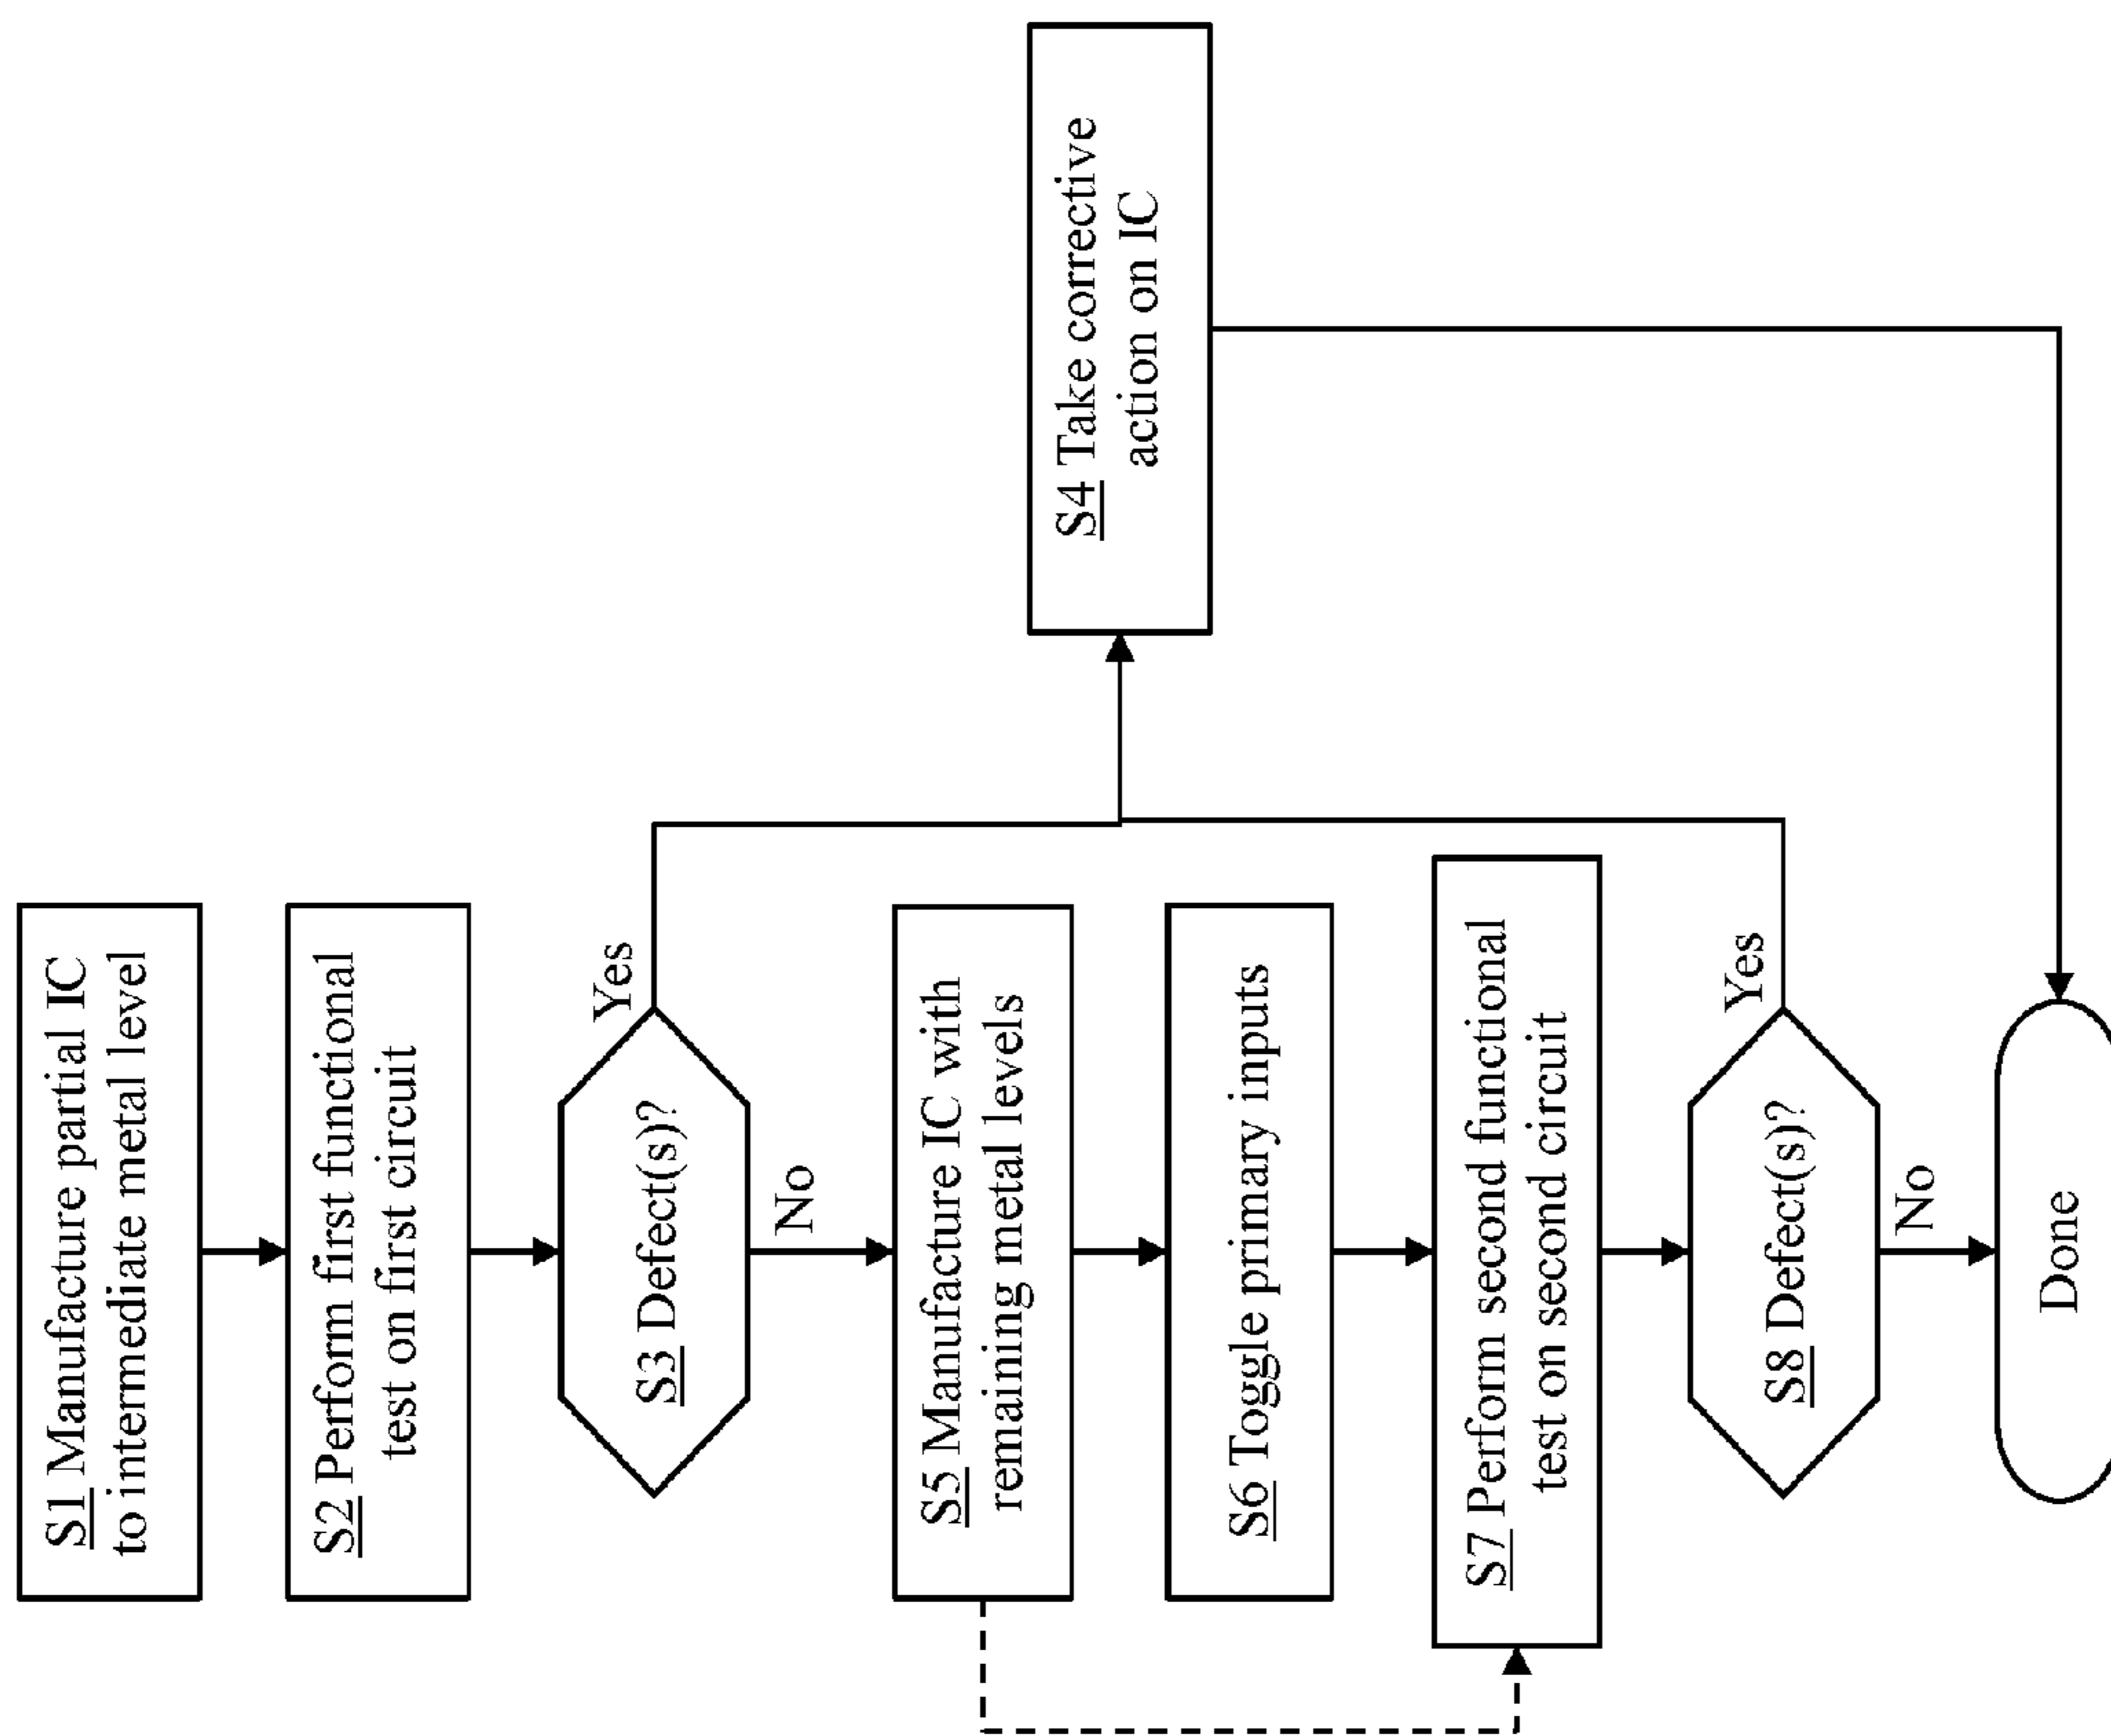 S1 Manufacture partial IC
to intermediate metal level
S2 Perform first functional
test on first circuit
S3 Defect(s)?
Yes
No
S4 Take corrective
action on IC
S5 Manufacture IC with
remaining metal levels
S6 Toggle primary inputs
S7 Perform second functional
test on second circuit
S8 Defect(s)?
Yes
No
Done